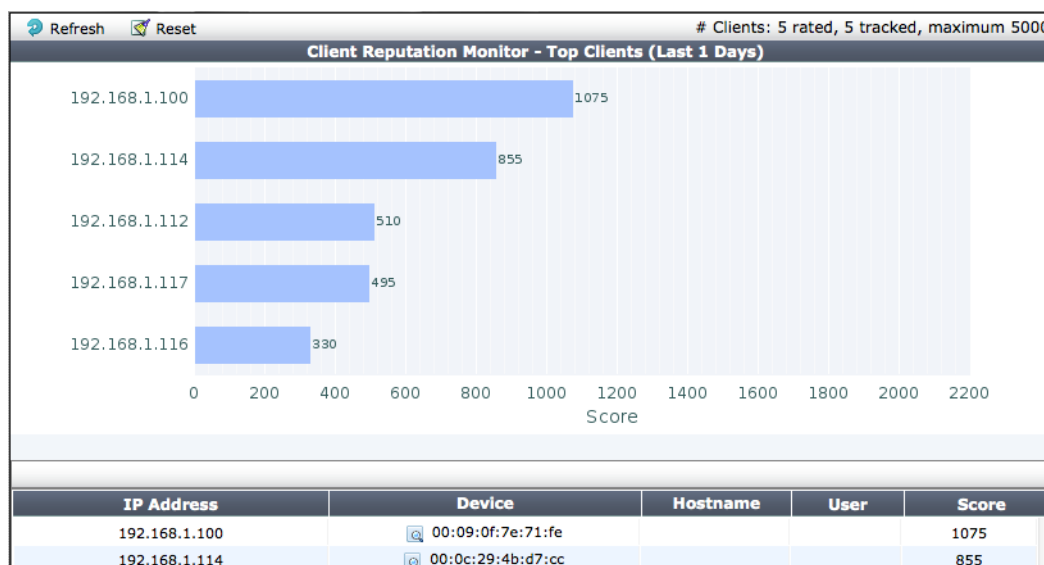 Refresh Reset # Clients: 5 rated, 5 tracked, maximum 5000
Client Reputation Monitor - Top Clients (Last 1 Days)
192.168.1.100 1075
192.168.1.114 855
192.168.1.112 510
192.168.1.117 495
192.168.1.116 330
0 200 400 600 800 1000 1200 1400 1600 1800 2000 2200
Score
IP Address Device Hostname User Score
192.168.1.100 00:09:0f:7e:71:fe 1075
192.168.1.114 00:0c:29:4b:d7:cc 855